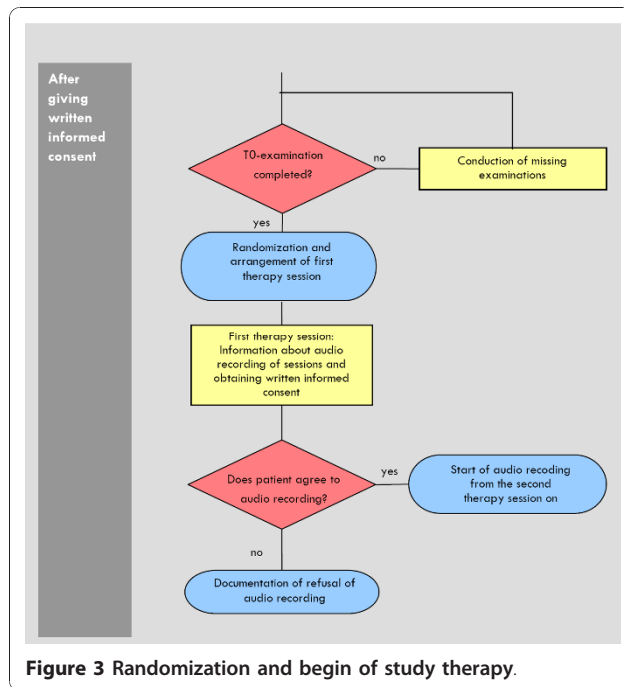 After
giving
written
informed
consent
T0-examination
completed?
no
Conduction of missing
examinations
yes
Randomization and
arrangement of first
therapy session
First therapy session:
Information about audio
recording of sessions and
obtaining written informed
consent
Does patient agree to
audio recording?
yes
Start of audio recoding
from the second
therapy session on
no
Documentation of refusal of
audio recording
Figure 3 Randomization and begin of study therapy.